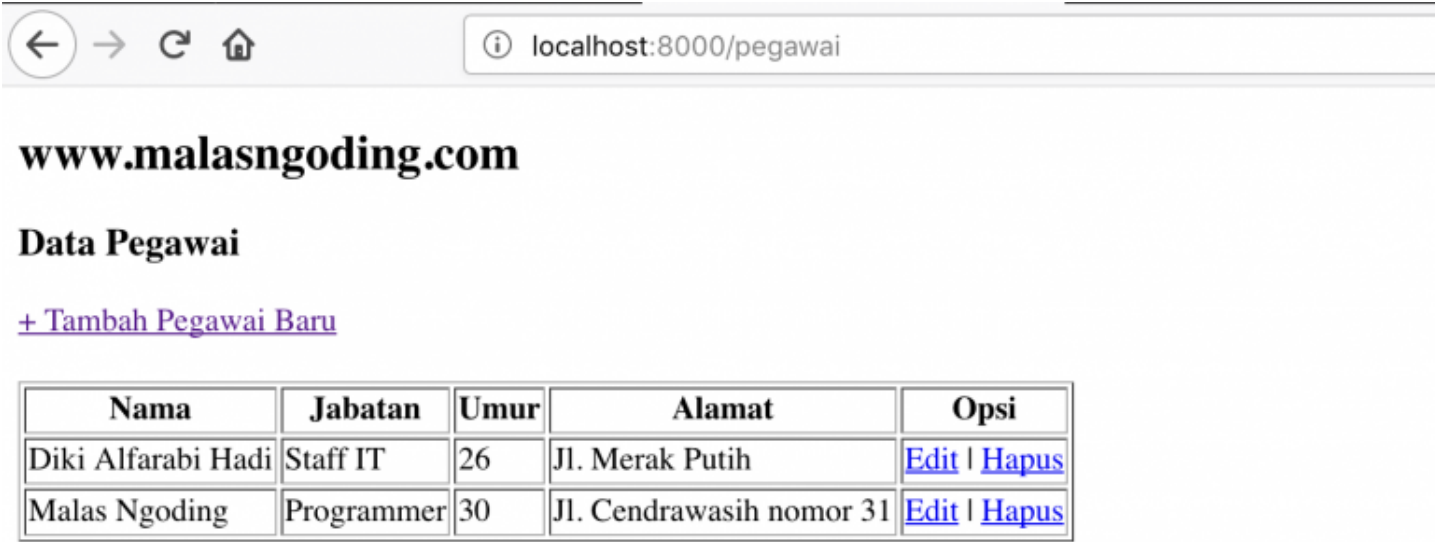 localhost:8000/pegawai
www.malasngoding.com
Data Pegawai
+ Tambah Pegawai Baru
Nama Jabatan Umur Alamat Opsi
Diki Alfarabi Hadi Staff IT 26 Jl. Merak Putih Edit | Hapus
Malas Ngoding Programmer 30 Jl. Cendrawasih nomor 31 Edit | Hapus